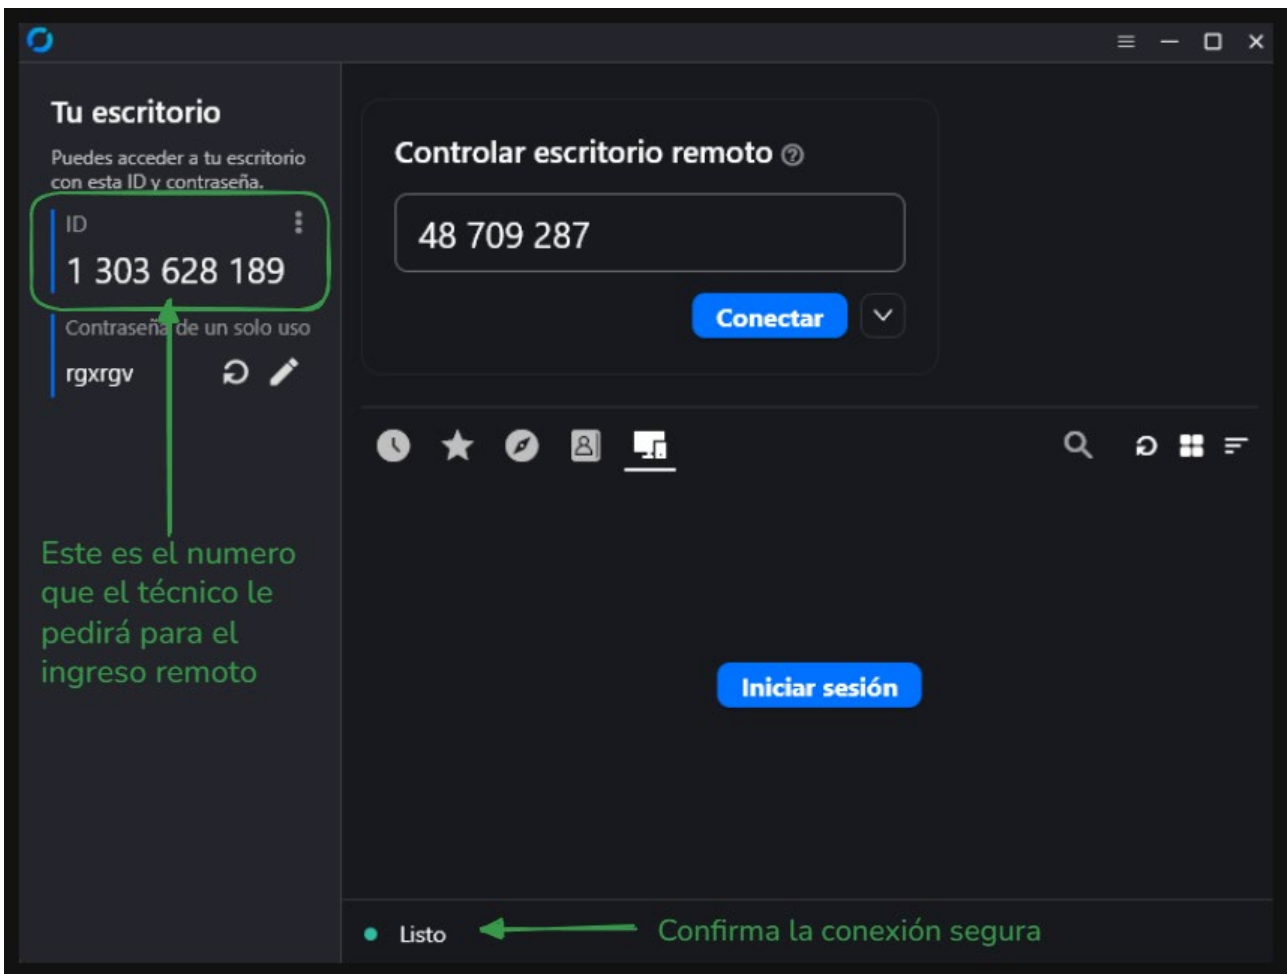 Tu escritorio
Puedes acceder a tu escritorio
con esta ID y contraseña.
ID
1 303 628 189
Contraseña de un solo uso
rgxrgv
Este es el numero
que el técnico le
pedirá para el
ingreso remoto
Controlar escritorio remoto
48 709 287
Conectar
Iniciar sesión
Listo
Confirma la conexión segura